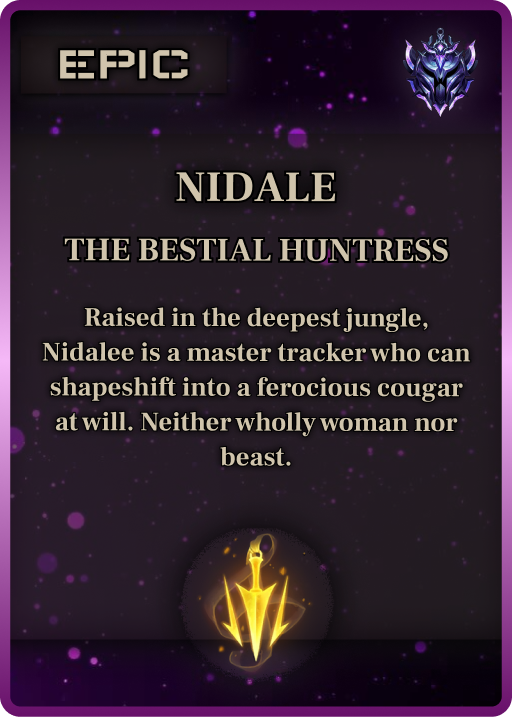 EPIC
NIDALE
THE BESTIAL HUNTRESS
Raised in the deepest jungle,
Nidalee is a master tracker who can
shapeshift into a ferocious cougar
at will. Neither wholly woman nor
beast.